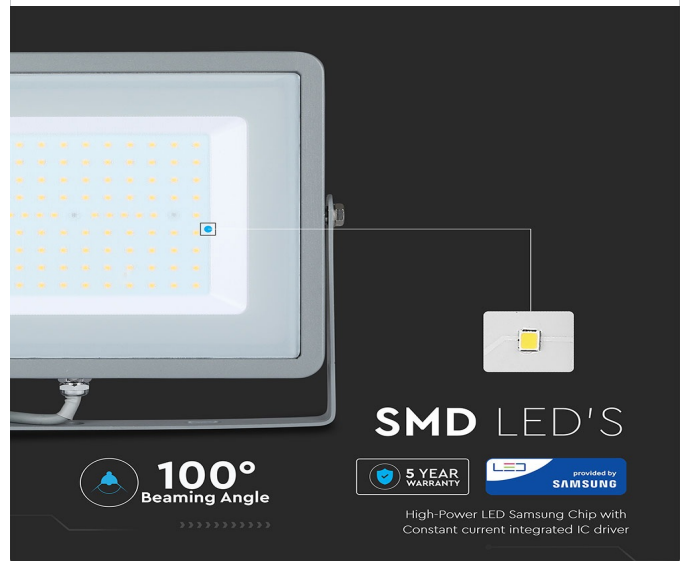 SMD LED'S
100°
Beaming Angle
5 YEAR
WARRANTY
LED
provided by
SAMSUNG
High-Power LED Samsung Chip with
Constant current integrated IC driver